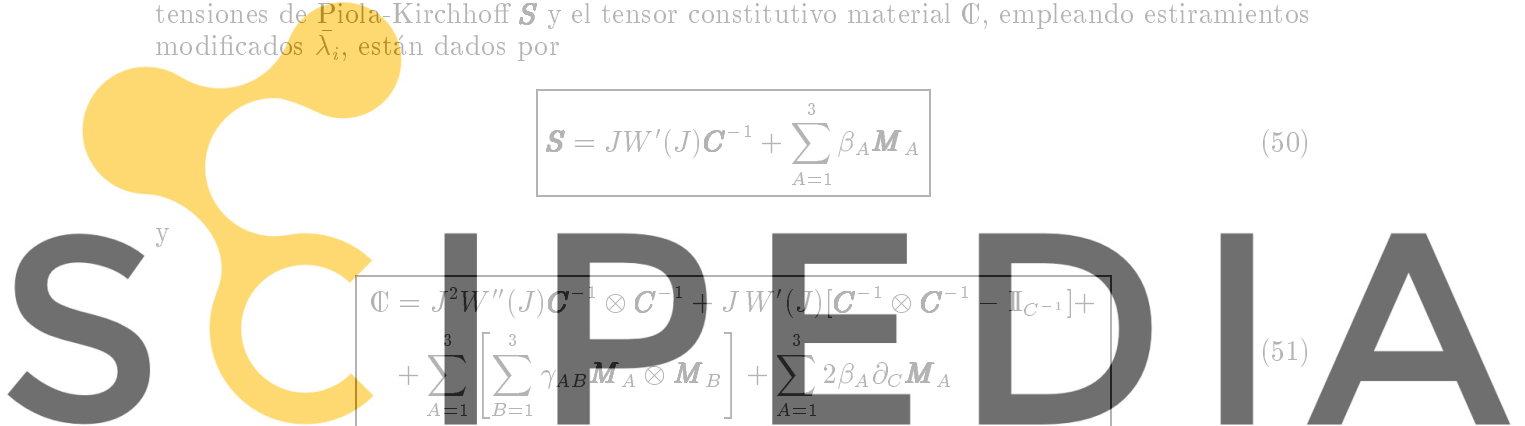 tensiones de Piola-Kirchhoff S y el tensor constitutivo material ℂ, empleando estiramientos
modificados λ̄ᵢ, están dados por
S = JW′(J)C⁻¹ + ∑_{A=1}^{3} β_A M_A (50)
y
ℂ = J²W″(J)C⁻¹ ⊗ C⁻¹ + J W′(J)[C⁻¹ ⊗ C⁻¹ − 𝕀_{C⁻¹}]+
+ ∑_{A=1}^{3} [ ∑_{B=1}^{3} γ_{AB} M_A ⊗ M_B ] + ∑_{A=1}^{3} 2β_A ∂_C M_A (51)
SCIPEDIA